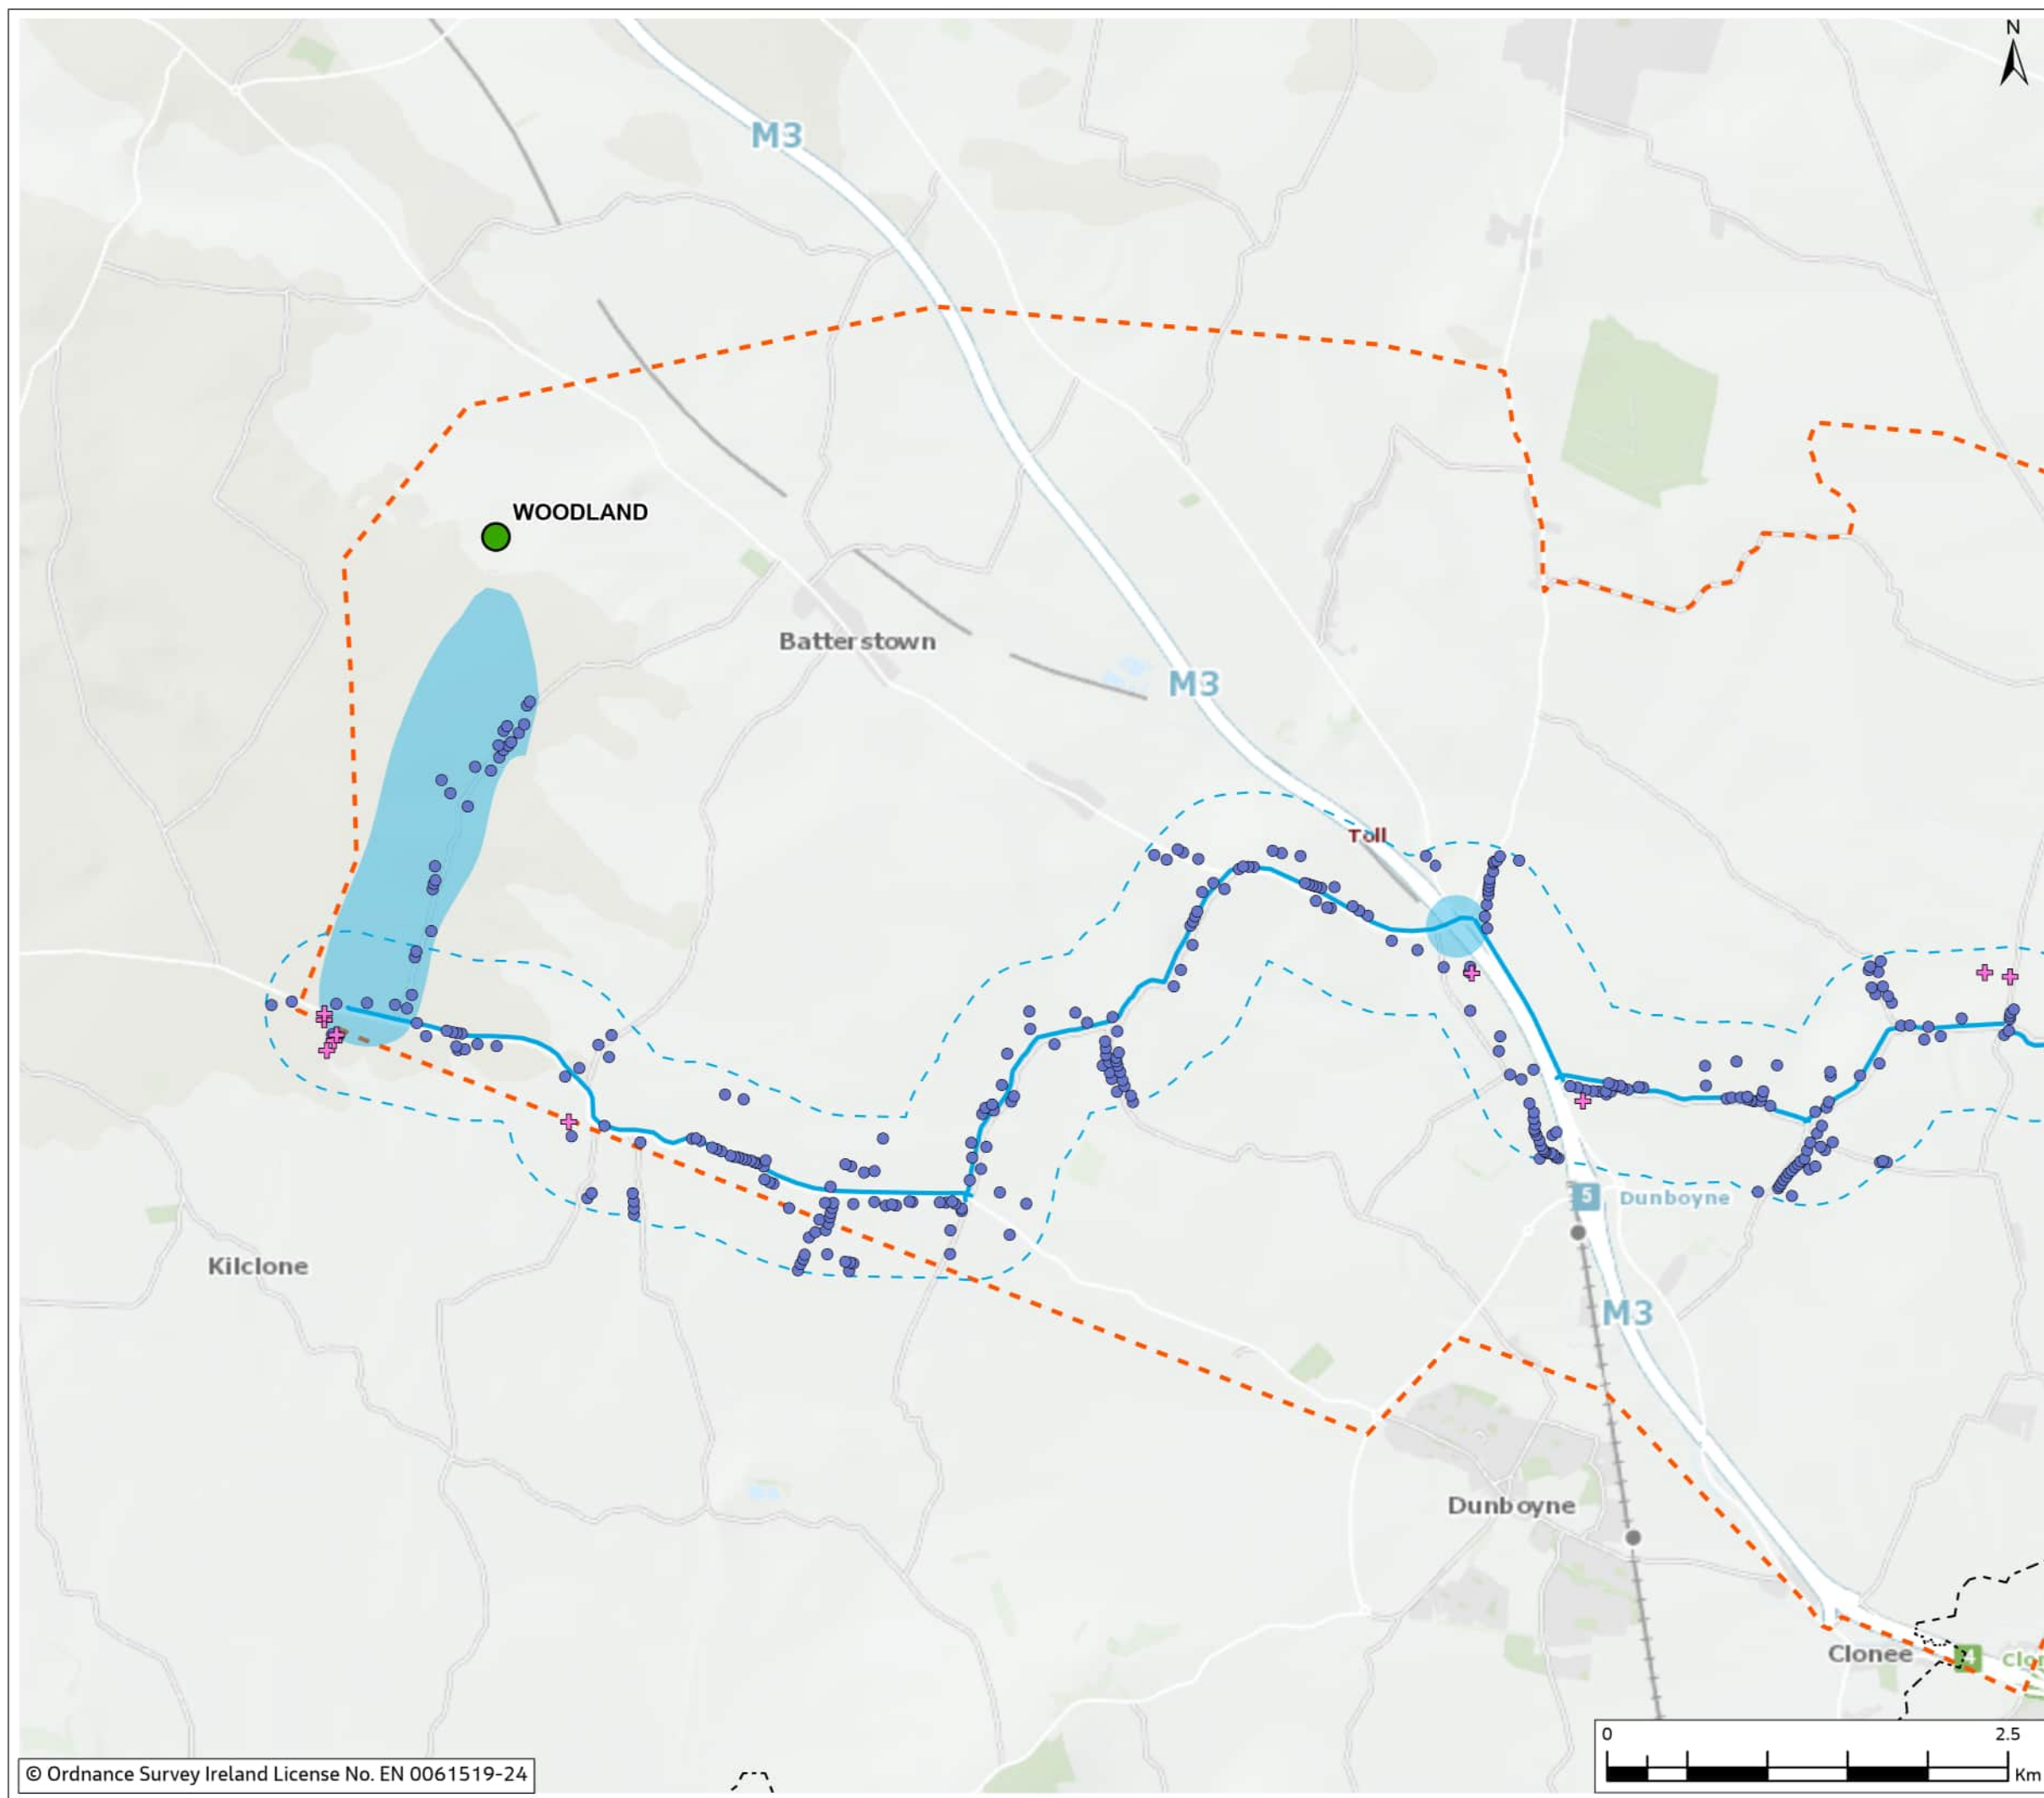 N
M3
WOODLAND
Batterstown
M3
Toll
5 Dunboyne
Kilclone
M3
Dunboyne
Clonee 4
0 2.5
Km
© Ordnance Survey Ireland License No. EN 0061519-24